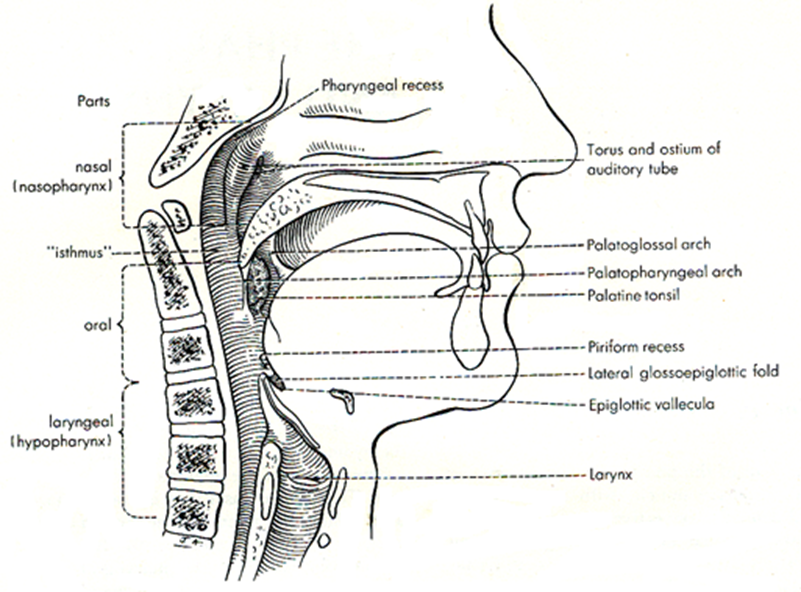 Parts
nasal
(nasopharynx)
"isthmus"
oral
laryngeal
(hypopharynx)
Pharyngeal recess
Torus and ostium of
auditory tube
Palatoglossal arch
Palatopharyngeal arch
Palatine tonsil
Piriform recess
Lateral glossoepiglottic fold
Epiglottic vallecula
Larynx